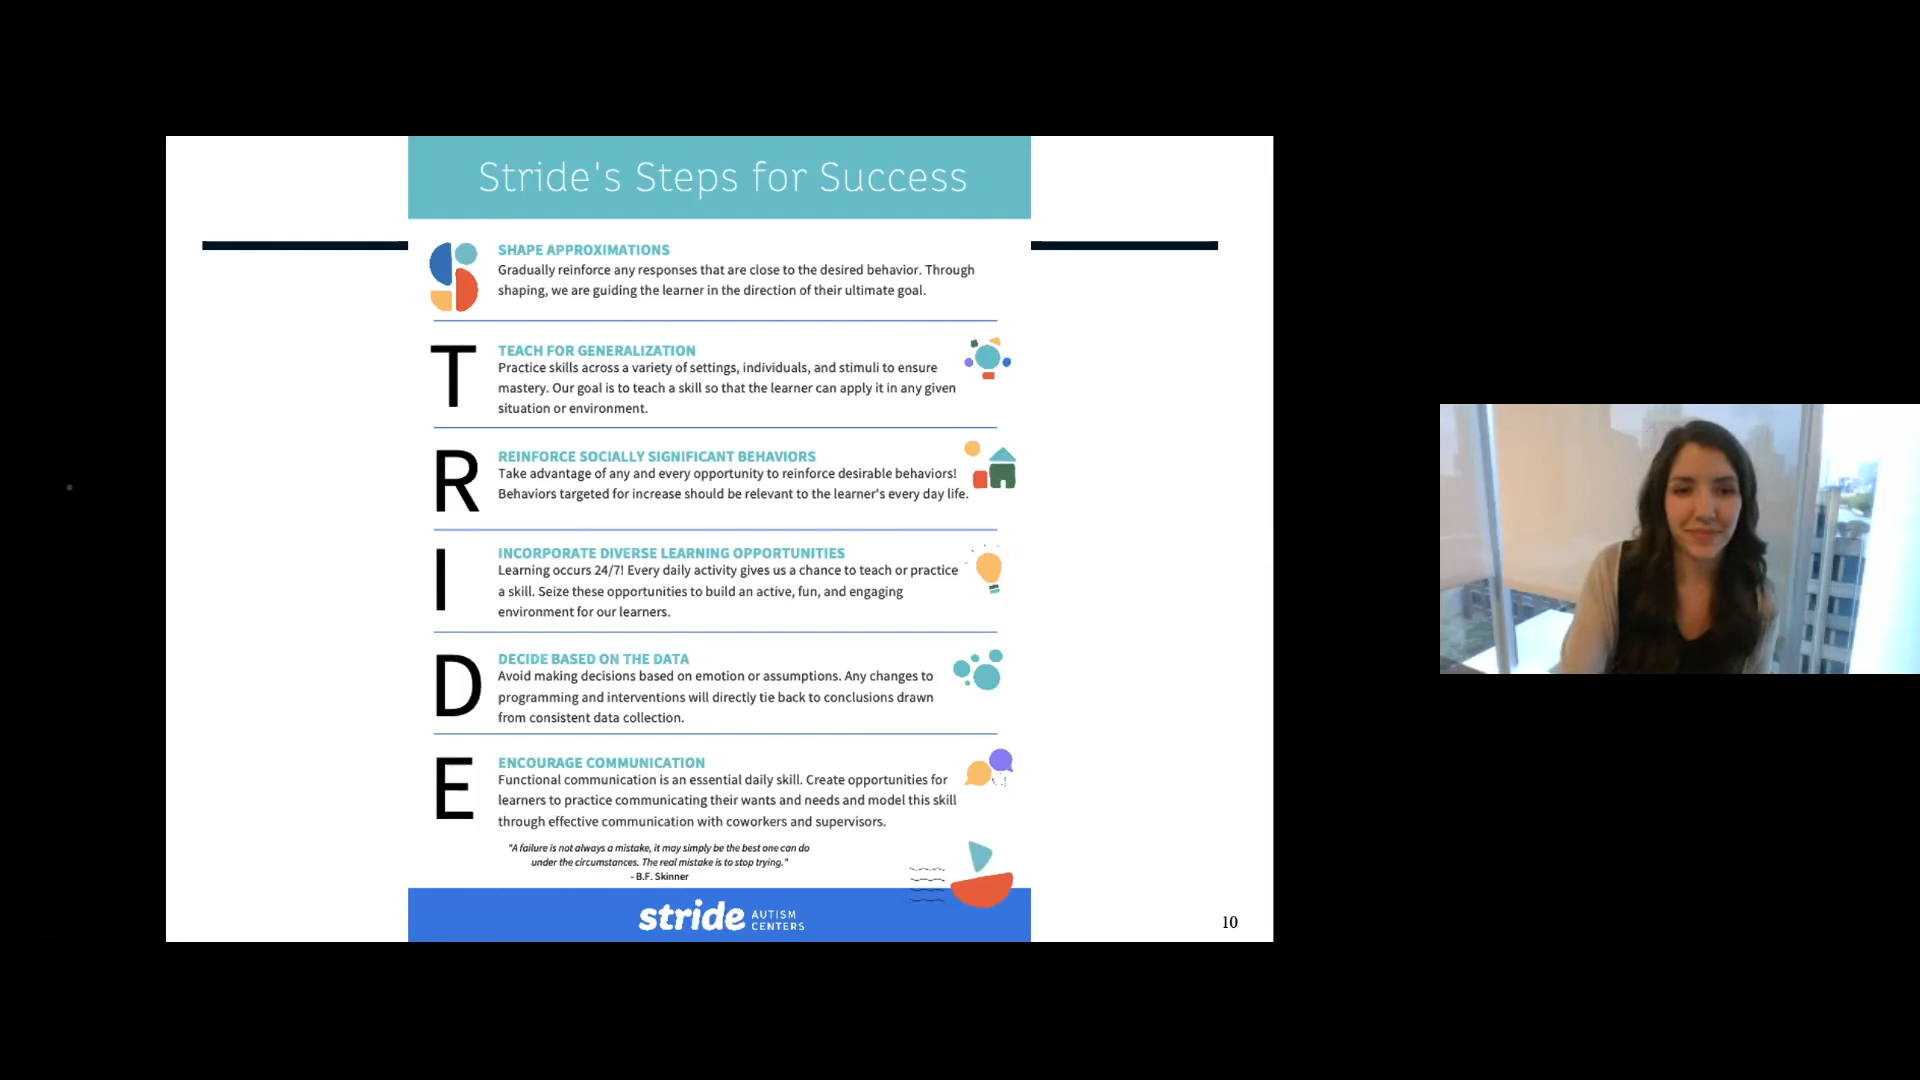 Stride's Steps for Success
S
SHAPE APPROXIMATIONS
Gradually reinforce any responses that are close to the desired behavior. Through
shaping, we are guiding the learner in the direction of their ultimate goal.
T
TEACH FOR GENERALIZATION
Practice skills across a variety of settings, individuals, and stimuli to ensure
mastery. Our goal is to teach a skill so that the learner can apply it in any given
situation or environment.
R
REINFORCE SOCIALLY SIGNIFICANT BEHAVIORS
Take advantage of any and every opportunity to reinforce desirable behaviors!
Behaviors targeted for increase should be relevant to the learner's every day life.
I
INCORPORATE DIVERSE LEARNING OPPORTUNITIES
Learning occurs 24/7! Every daily activity gives us a chance to teach or practice
a skill. Seize these opportunities to build an active, fun, and engaging
environment for our learners.
D
DECIDE BASED ON THE DATA
Avoid making decisions based on emotion or assumptions. Any changes to
programming and interventions will directly tie back to conclusions drawn
from consistent data collection.
E
ENCOURAGE COMMUNICATION
Functional communication is an essential daily skill. Create opportunities for
learners to practice communicating their wants and needs and model this skill
through effective communication with coworkers and supervisors.
"A failure is not always a mistake, it may simply be the best one can do
under the circumstances. The real mistake is to stop trying."
- B.F. Skinner
stride AUTISM
CENTERS
10